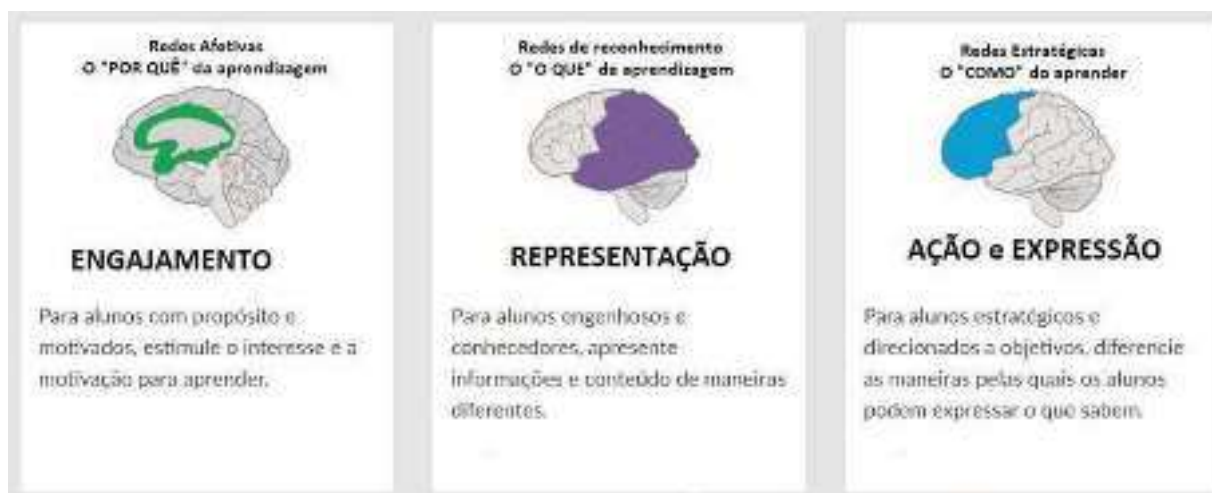 Redes Afetivas
O "POR QUÊ" da aprendizagem
ENGAJAMENTO
Para alunos com propósito e
motivados, estimule o interesse e a
motivação para aprender.
Redes de reconhecimento
O "O QUE" da aprendizagem
REPRESENTAÇÃO
Para alunos engenhosos e
conhecedores, apresente
informações e conteúdo de maneiras
diferentes.
Redes Estratégicas
O "COMO" do aprender
AÇÃO e EXPRESSÃO
Para alunos estratégicos e
direcionados a objetivos, diferencie
as maneiras pelas quais os alunos
podem expressar o que sabem.